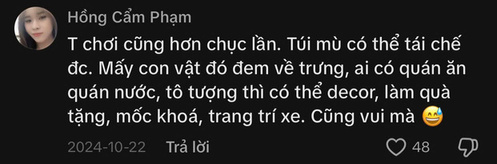 Hồng Cẩm Phạm
T chơi cũng hơn chục lần. Túi mù có thể tái chế
đc. Mấy con vật đó đem về trưng, ai có quán ăn
quán nước, tô tượng thì có thể decor, làm quà
tặng, mốc khoá, trang trí xe. Cũng vui mà 😅
2024-10-22 Trả lời 48